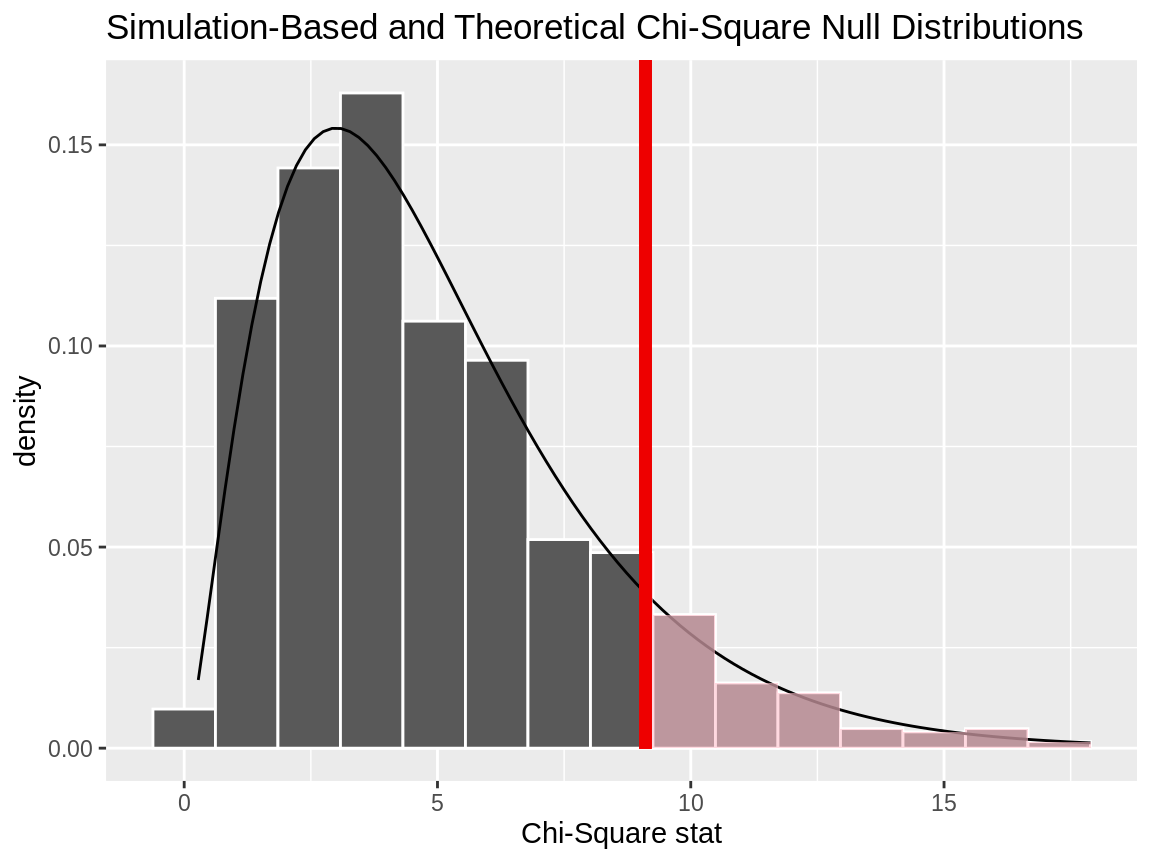 Simulation-Based and Theoretical Chi-Square Null Distributions
0.15
0.10
0.05
0.00
density
0 5 10 15
Chi-Square stat